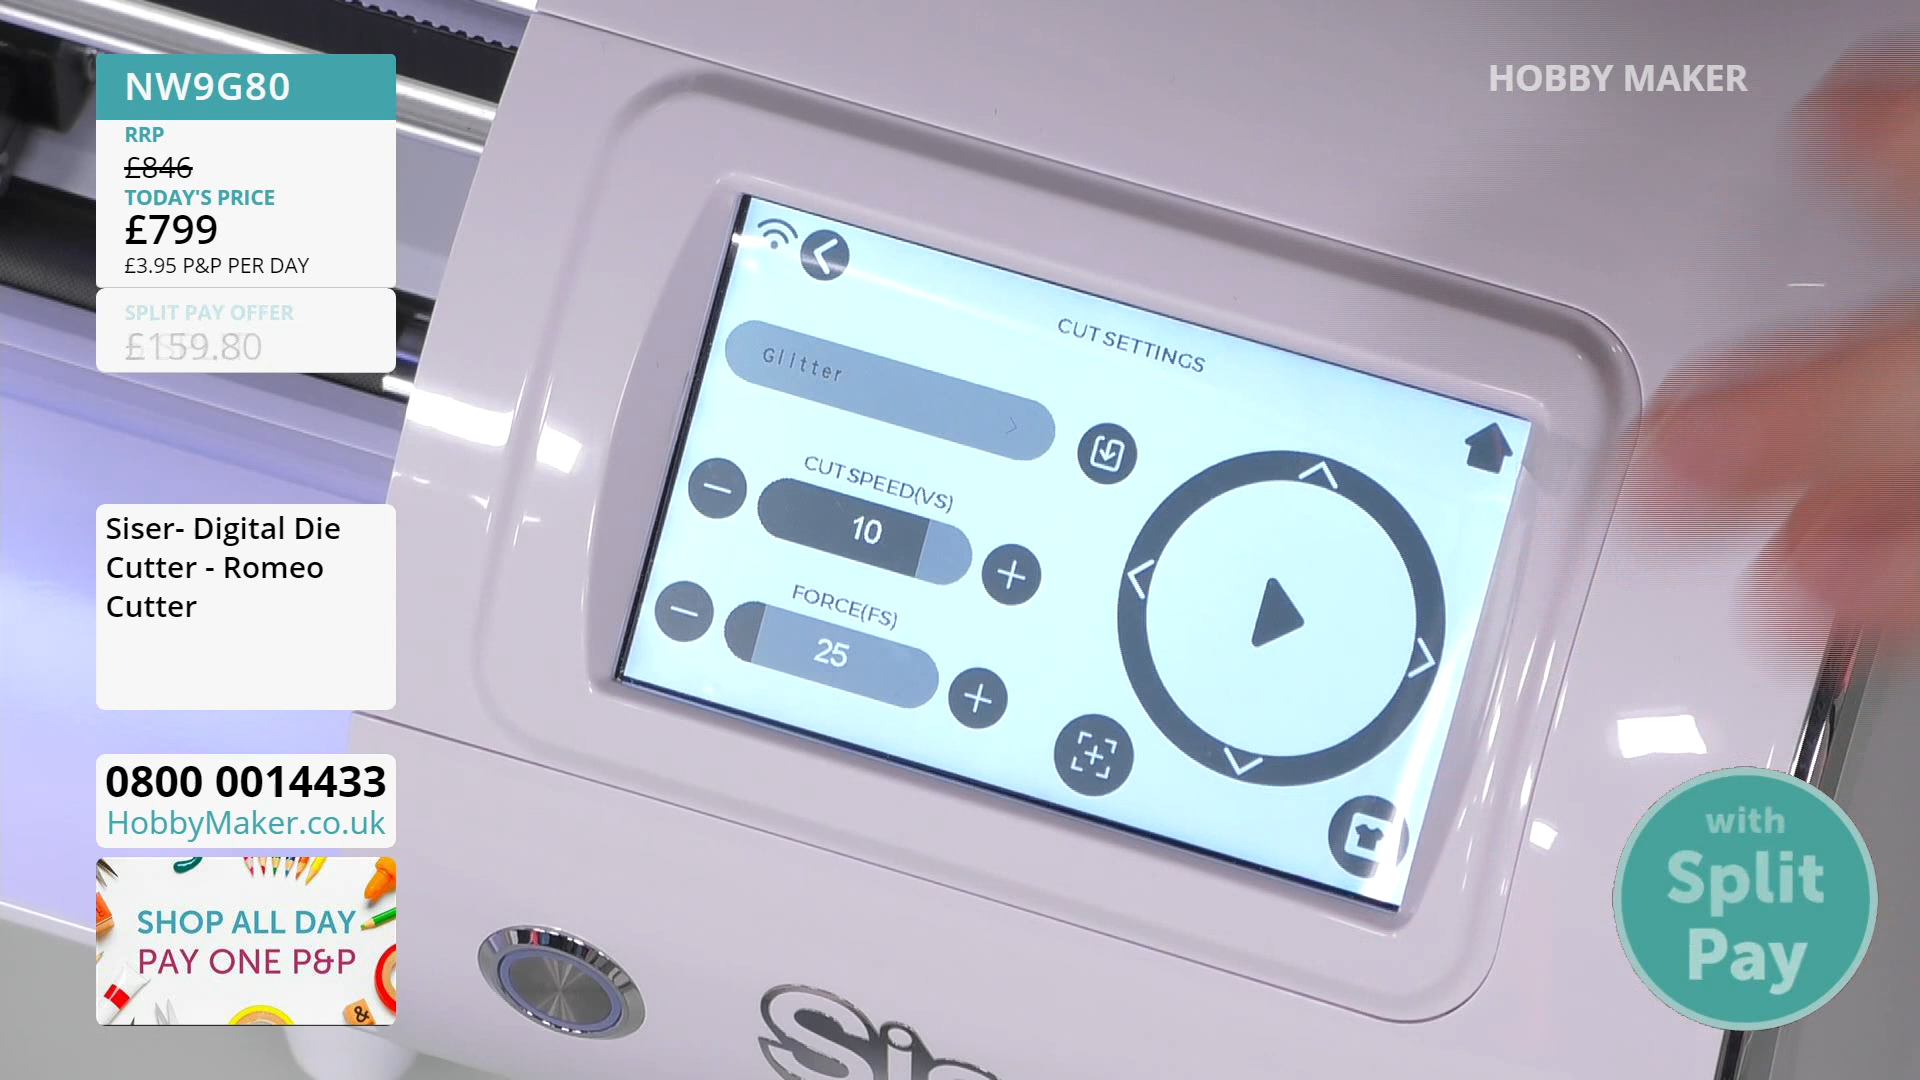 NW9G80
RRP
£846
TODAY'S PRICE
£799
£3.95 P&P PER DAY
SPLIT PAY OFFER
£159.80
Siser- Digital Die
Cutter - Romeo
Cutter
0800 0014433
HobbyMaker.co.uk
SHOP ALL DAY
PAY ONE P&P
&
HOBBY MAKER
CUT SETTINGS
Glitter
CUT SPEED(VS)
10
FORCE(FS)
25
with
Split
Pay